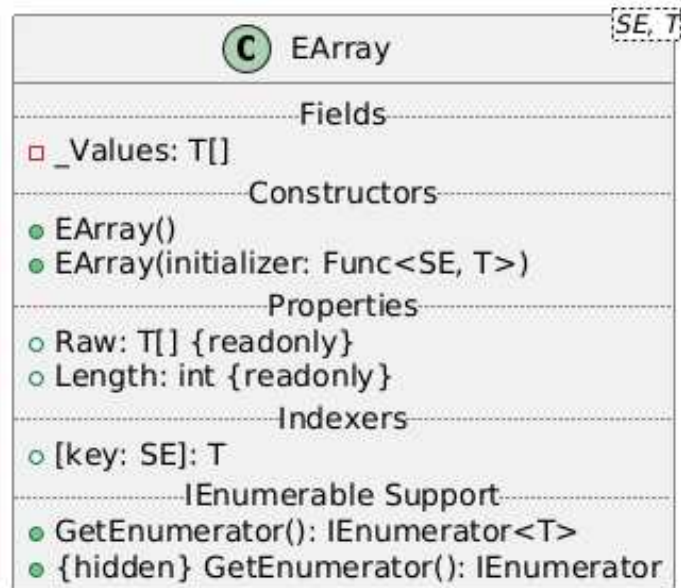 SE, T
C EArray
Fields
_Values: T[]
Constructors
EArray()
EArray(initializer: Func<SE, T>)
Properties
Raw: T[] {readonly}
Length: int {readonly}
Indexers
[key: SE]: T
IEnumerable Support
GetEnumerator(): IEnumerator<T>
{hidden} GetEnumerator(): IEnumerator